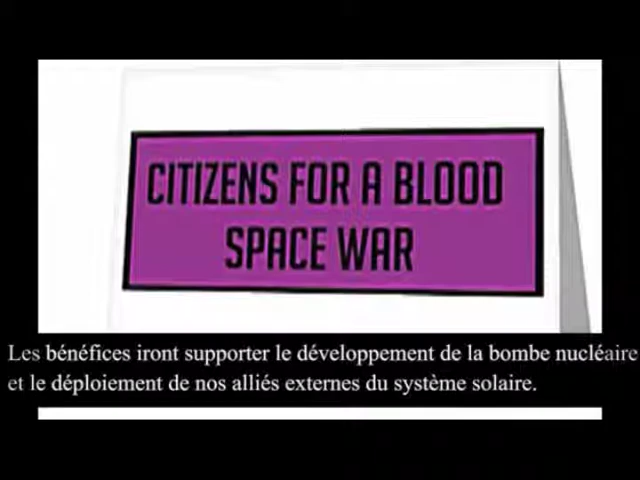 CITIZENS FOR A BLOOD
SPACE WAR
Les bénéfices iront supporter le développement de la bombe nucléaire
et le déploiement de nos alliés externes du système solaire.